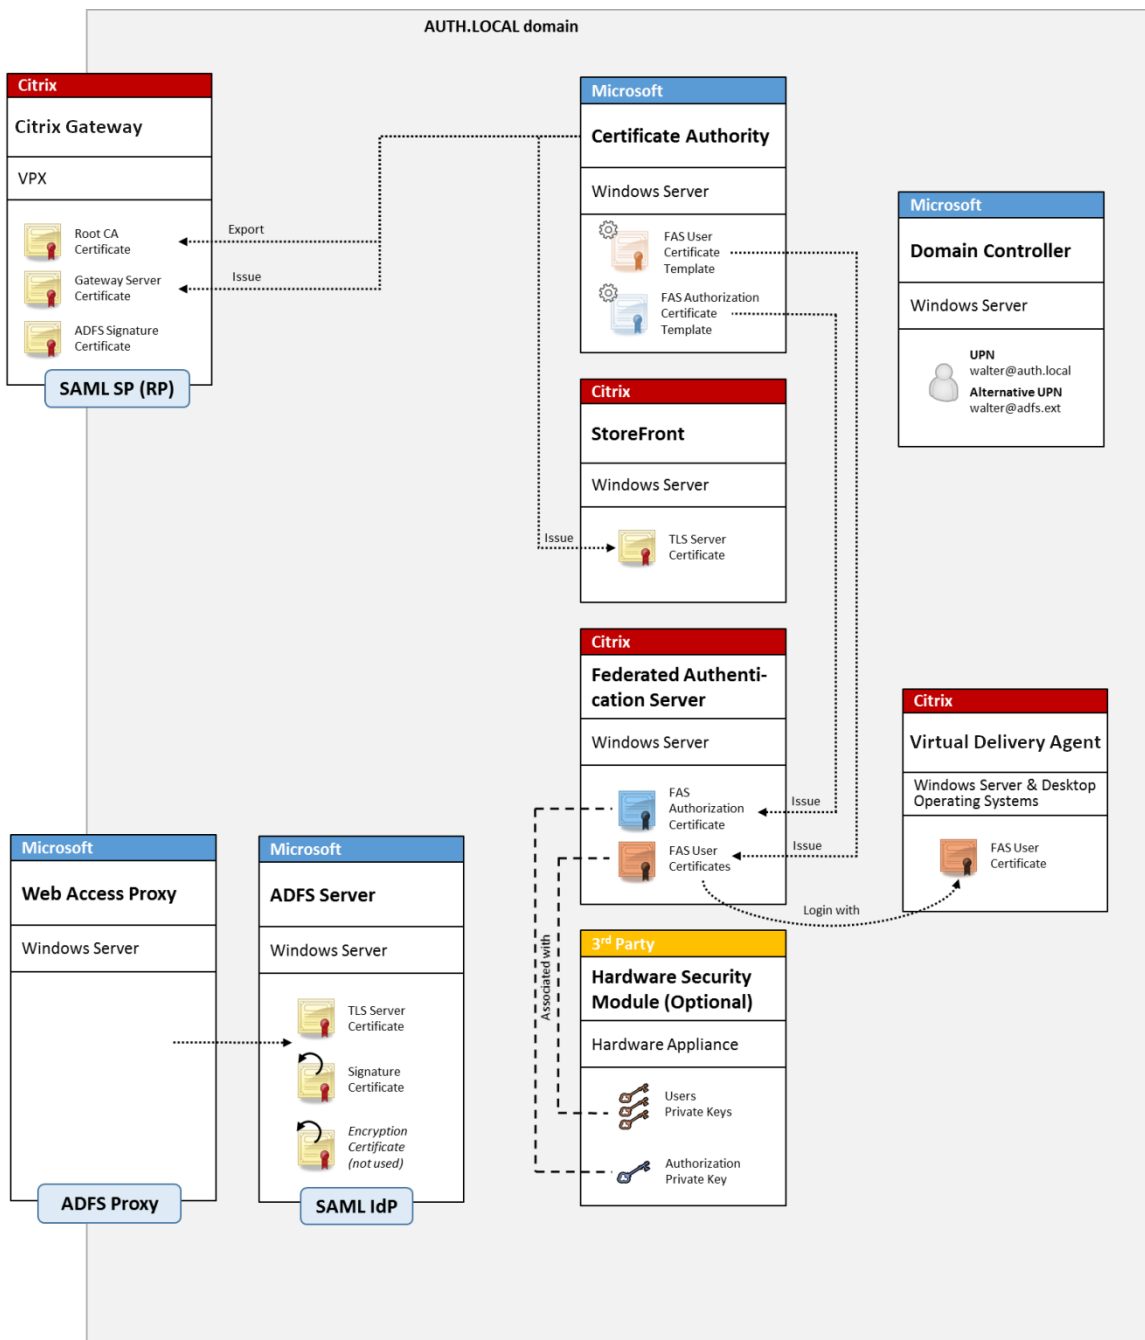 AUTH.LOCAL domain
Citrix
Citrix Gateway
VPX
Root CA
Certificate
Gateway Server
Certificate
ADFS Signature
Certificate
SAML SP (RP)
Export
Issue
Microsoft
Certificate Authority
Windows Server
FAS User
Certificate
Template
FAS Authorization
Certificate
Template
Microsoft
Domain Controller
Windows Server
UPN
walter@auth.local
Alternative UPN
walter@adfs.ext
Citrix
StoreFront
Windows Server
Issue
TLS Server
Certificate
Citrix
Federated Authenti-
cation Server
Windows Server
FAS
Authorization
Certificate
FAS User
Certificates
Issue
Issue
Login with
Citrix
Virtual Delivery Agent
Windows Server & Desktop
Operating Systems
FAS User
Certificate
Microsoft
Web Access Proxy
Windows Server
ADFS Proxy
Microsoft
ADFS Server
Windows Server
TLS Server
Certificate
Signature
Certificate
Encryption
Certificate
(not used)
SAML IdP
Associated with
3rd Party
Hardware Security
Module (Optional)
Hardware Appliance
Users
Private Keys
Authorization
Private Key